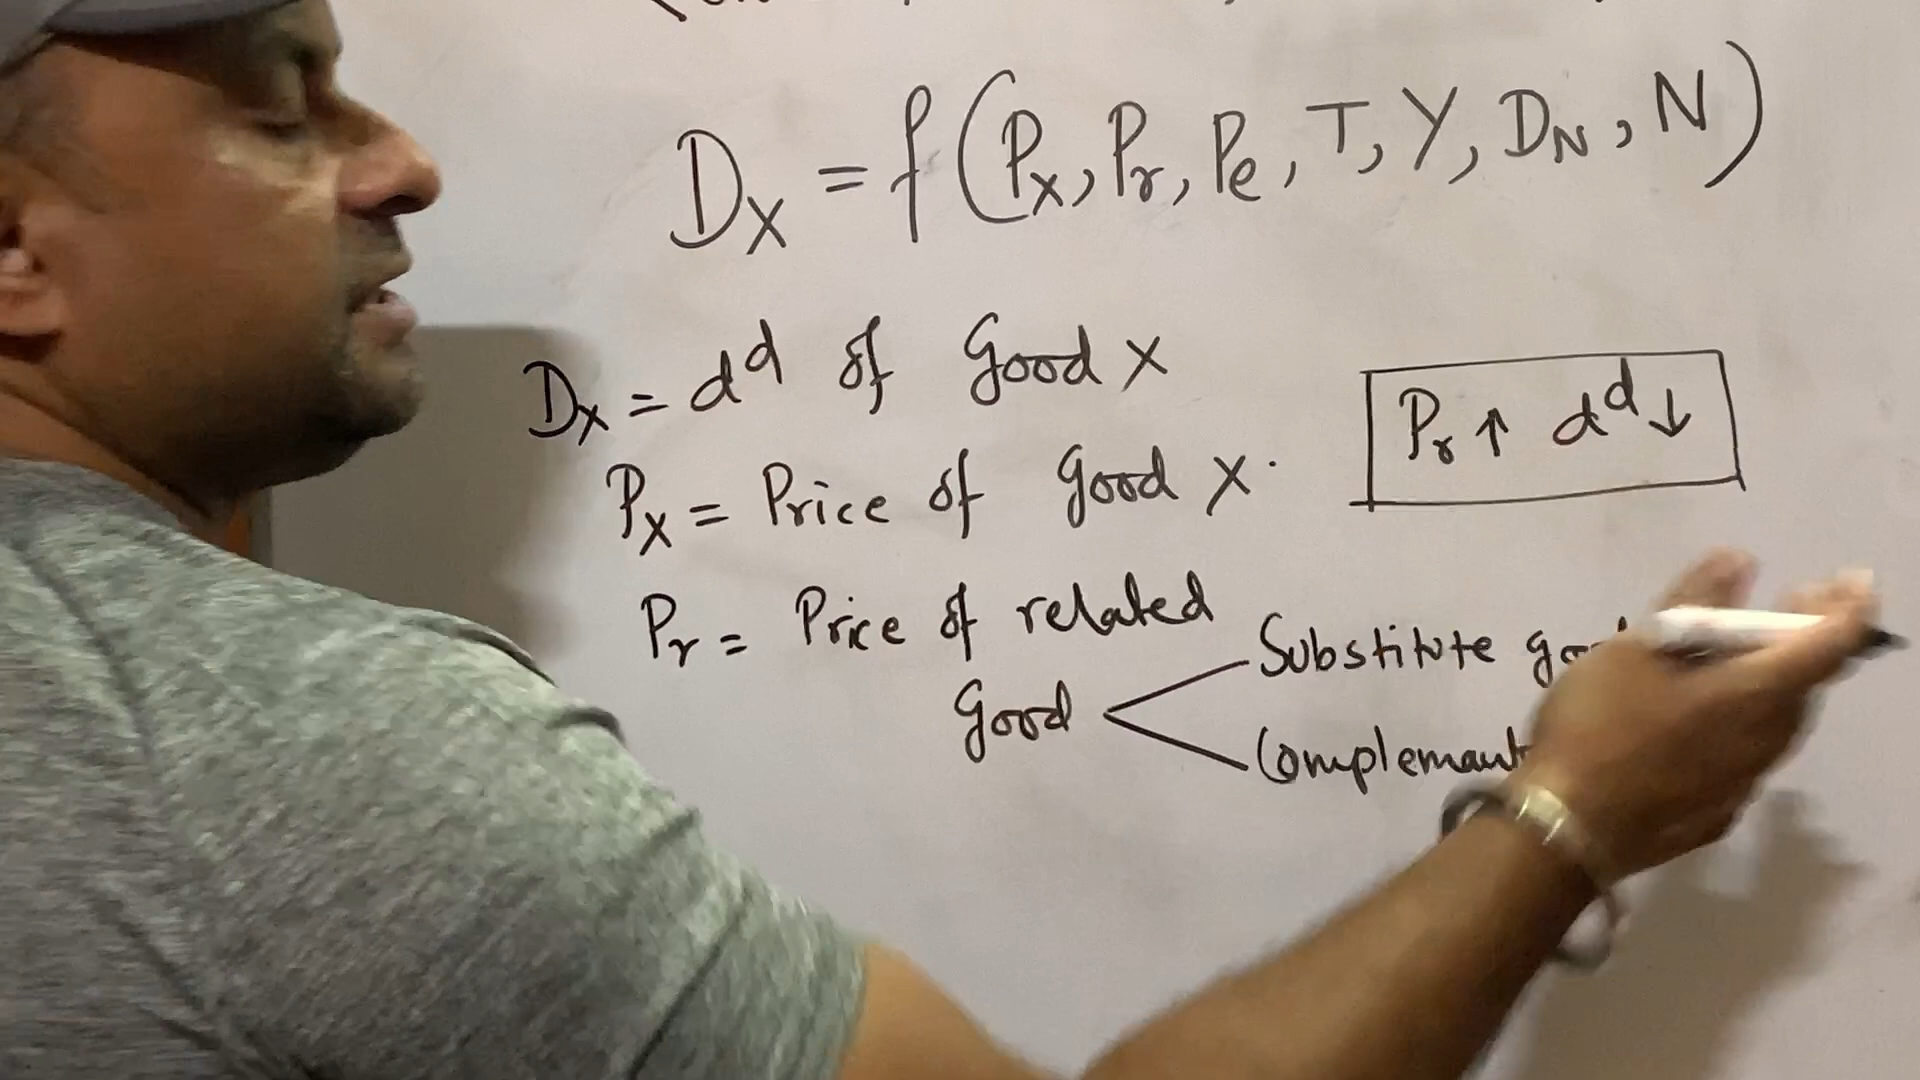 Dx = f(Px, Pr, Pe, T, Y, DN, N)
Dx = dd of Good X
Pr ↑ dd ↓
Px = Price of Good X.
Pr = Price of related
Good
Substitute